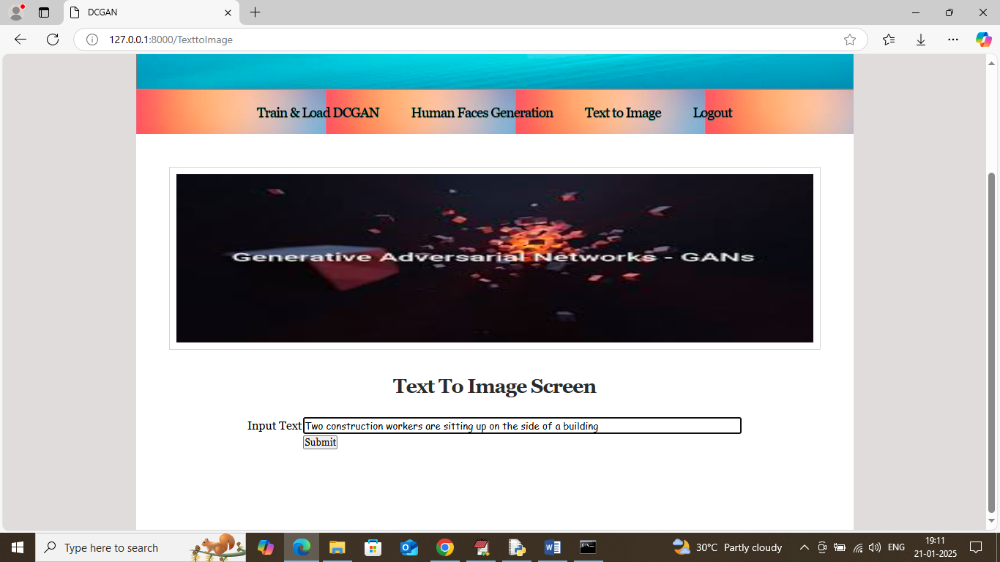 DCGAN
127.0.0.1:8000/TexttoImage
Train & Load DCGAN Human Faces Generation Text to Image Logout
Generative Adversarial Networks - GANs
Text To Image Screen
Input Text Two construction workers are sitting up on the side of a building
Submit
Type here to search
30°C Partly cloudy
ENG
19:11
21-01-2025